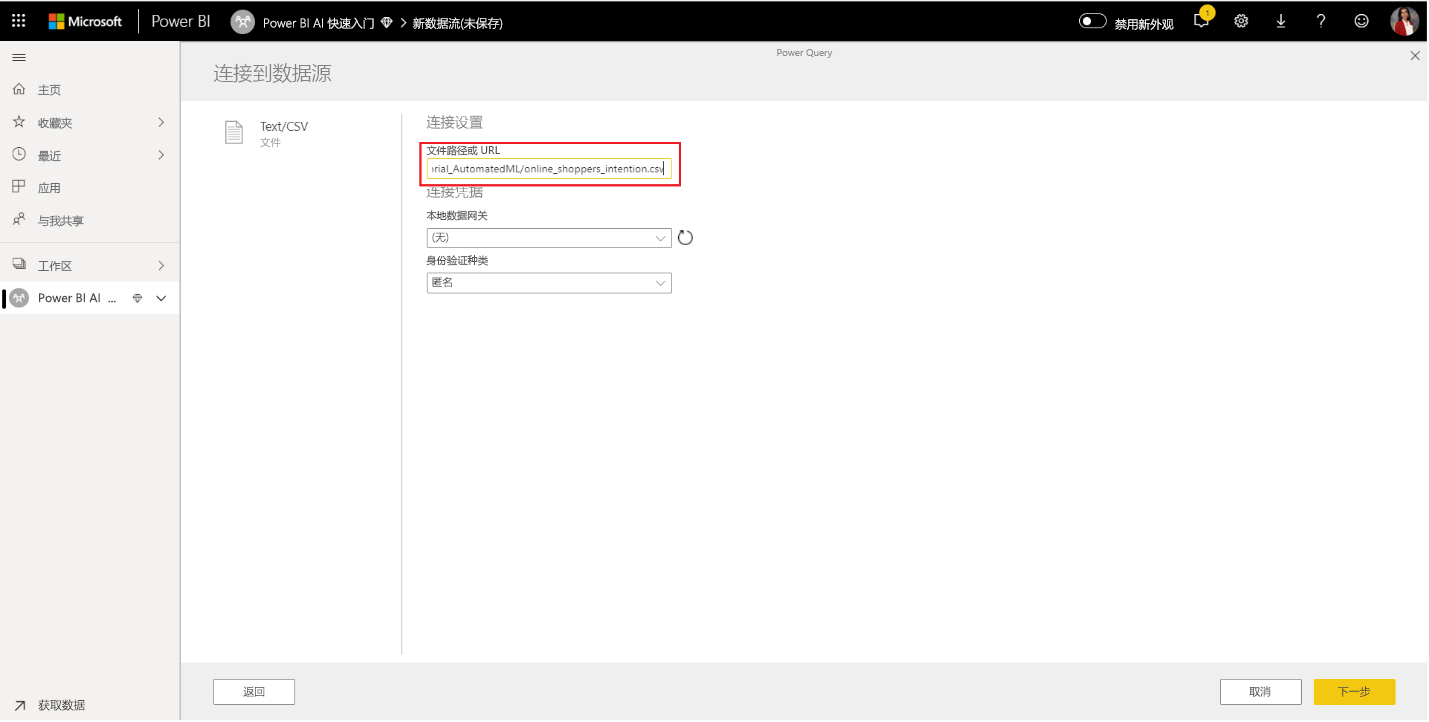 Microsoft
Power BI
Power BI AI 快速入门 > 新数据流(未保存)
禁用新外观
1
?
Power Query
连接到数据源
主页
收藏夹
最近
应用
与我共享
工作区
Power BI AI ...
获取数据
Text/CSV
文件
连接设置
文件路径或 URL
rial_AutomatedML/online_shoppers_intention.csv
连接凭据
本地数据网关
(无)
身份验证种类
匿名
返回
取消
下一步